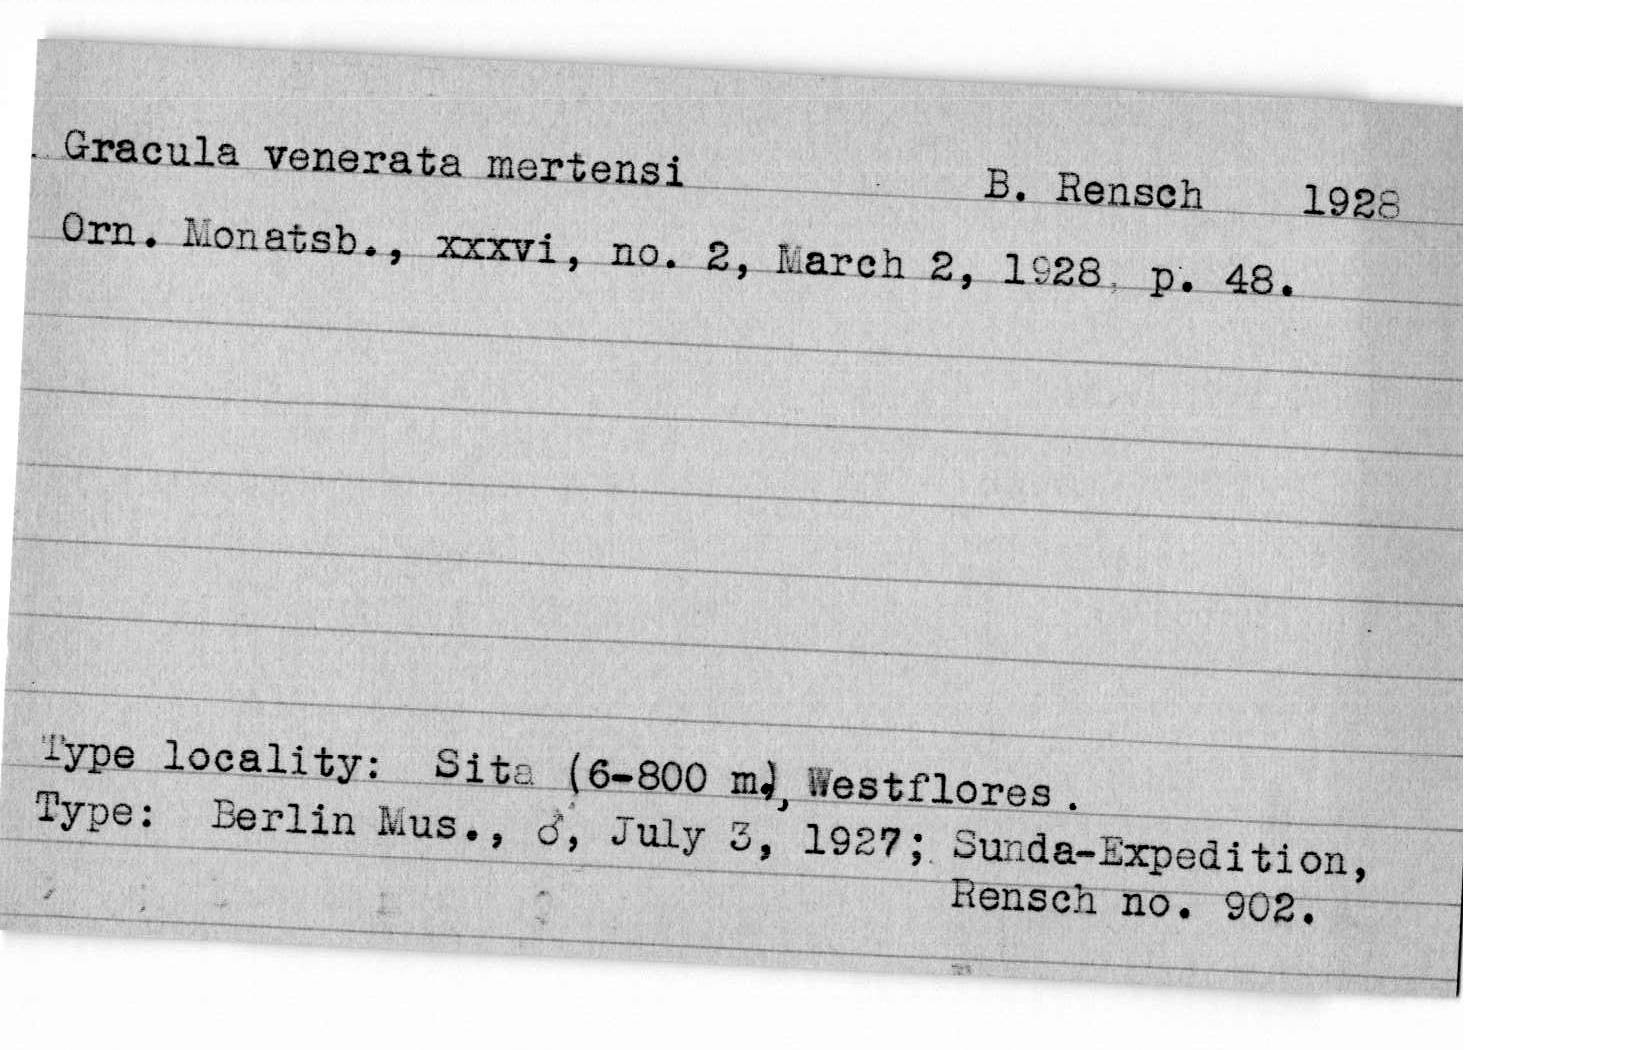 Gracula venerata mertensi B. Rensch 1928
Orn. Monatsb., xxxvi, no. 2, March 2, 1928, p. 48.
Type locality: Sita (6-800 m.), Westflores.
Type: Berlin Mus., ♂, July 3, 1927; Sunda-Expedition,
Rensch no. 902.